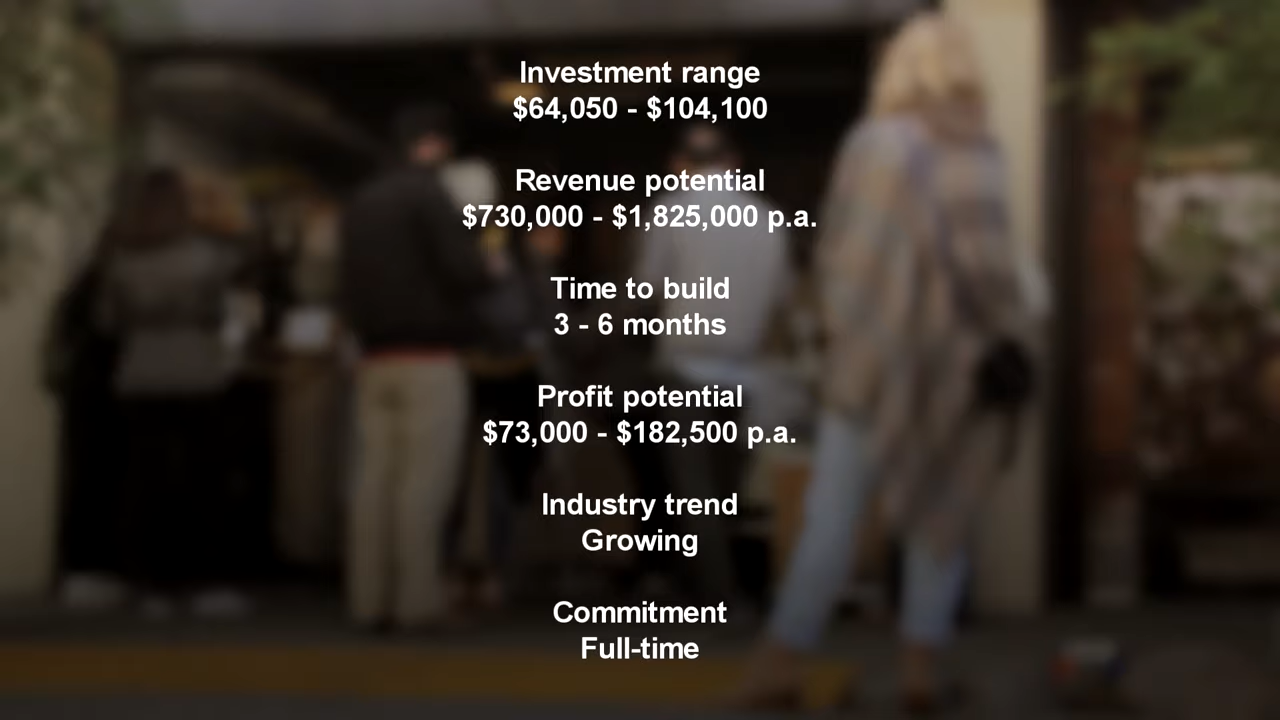 Investment range
$64,050 - $104,100
Revenue potential
$730,000 - $1,825,000 p.a.
Time to build
3 - 6 months
Profit potential
$73,000 - $182,500 p.a.
Industry trend
Growing
Commitment
Full-time